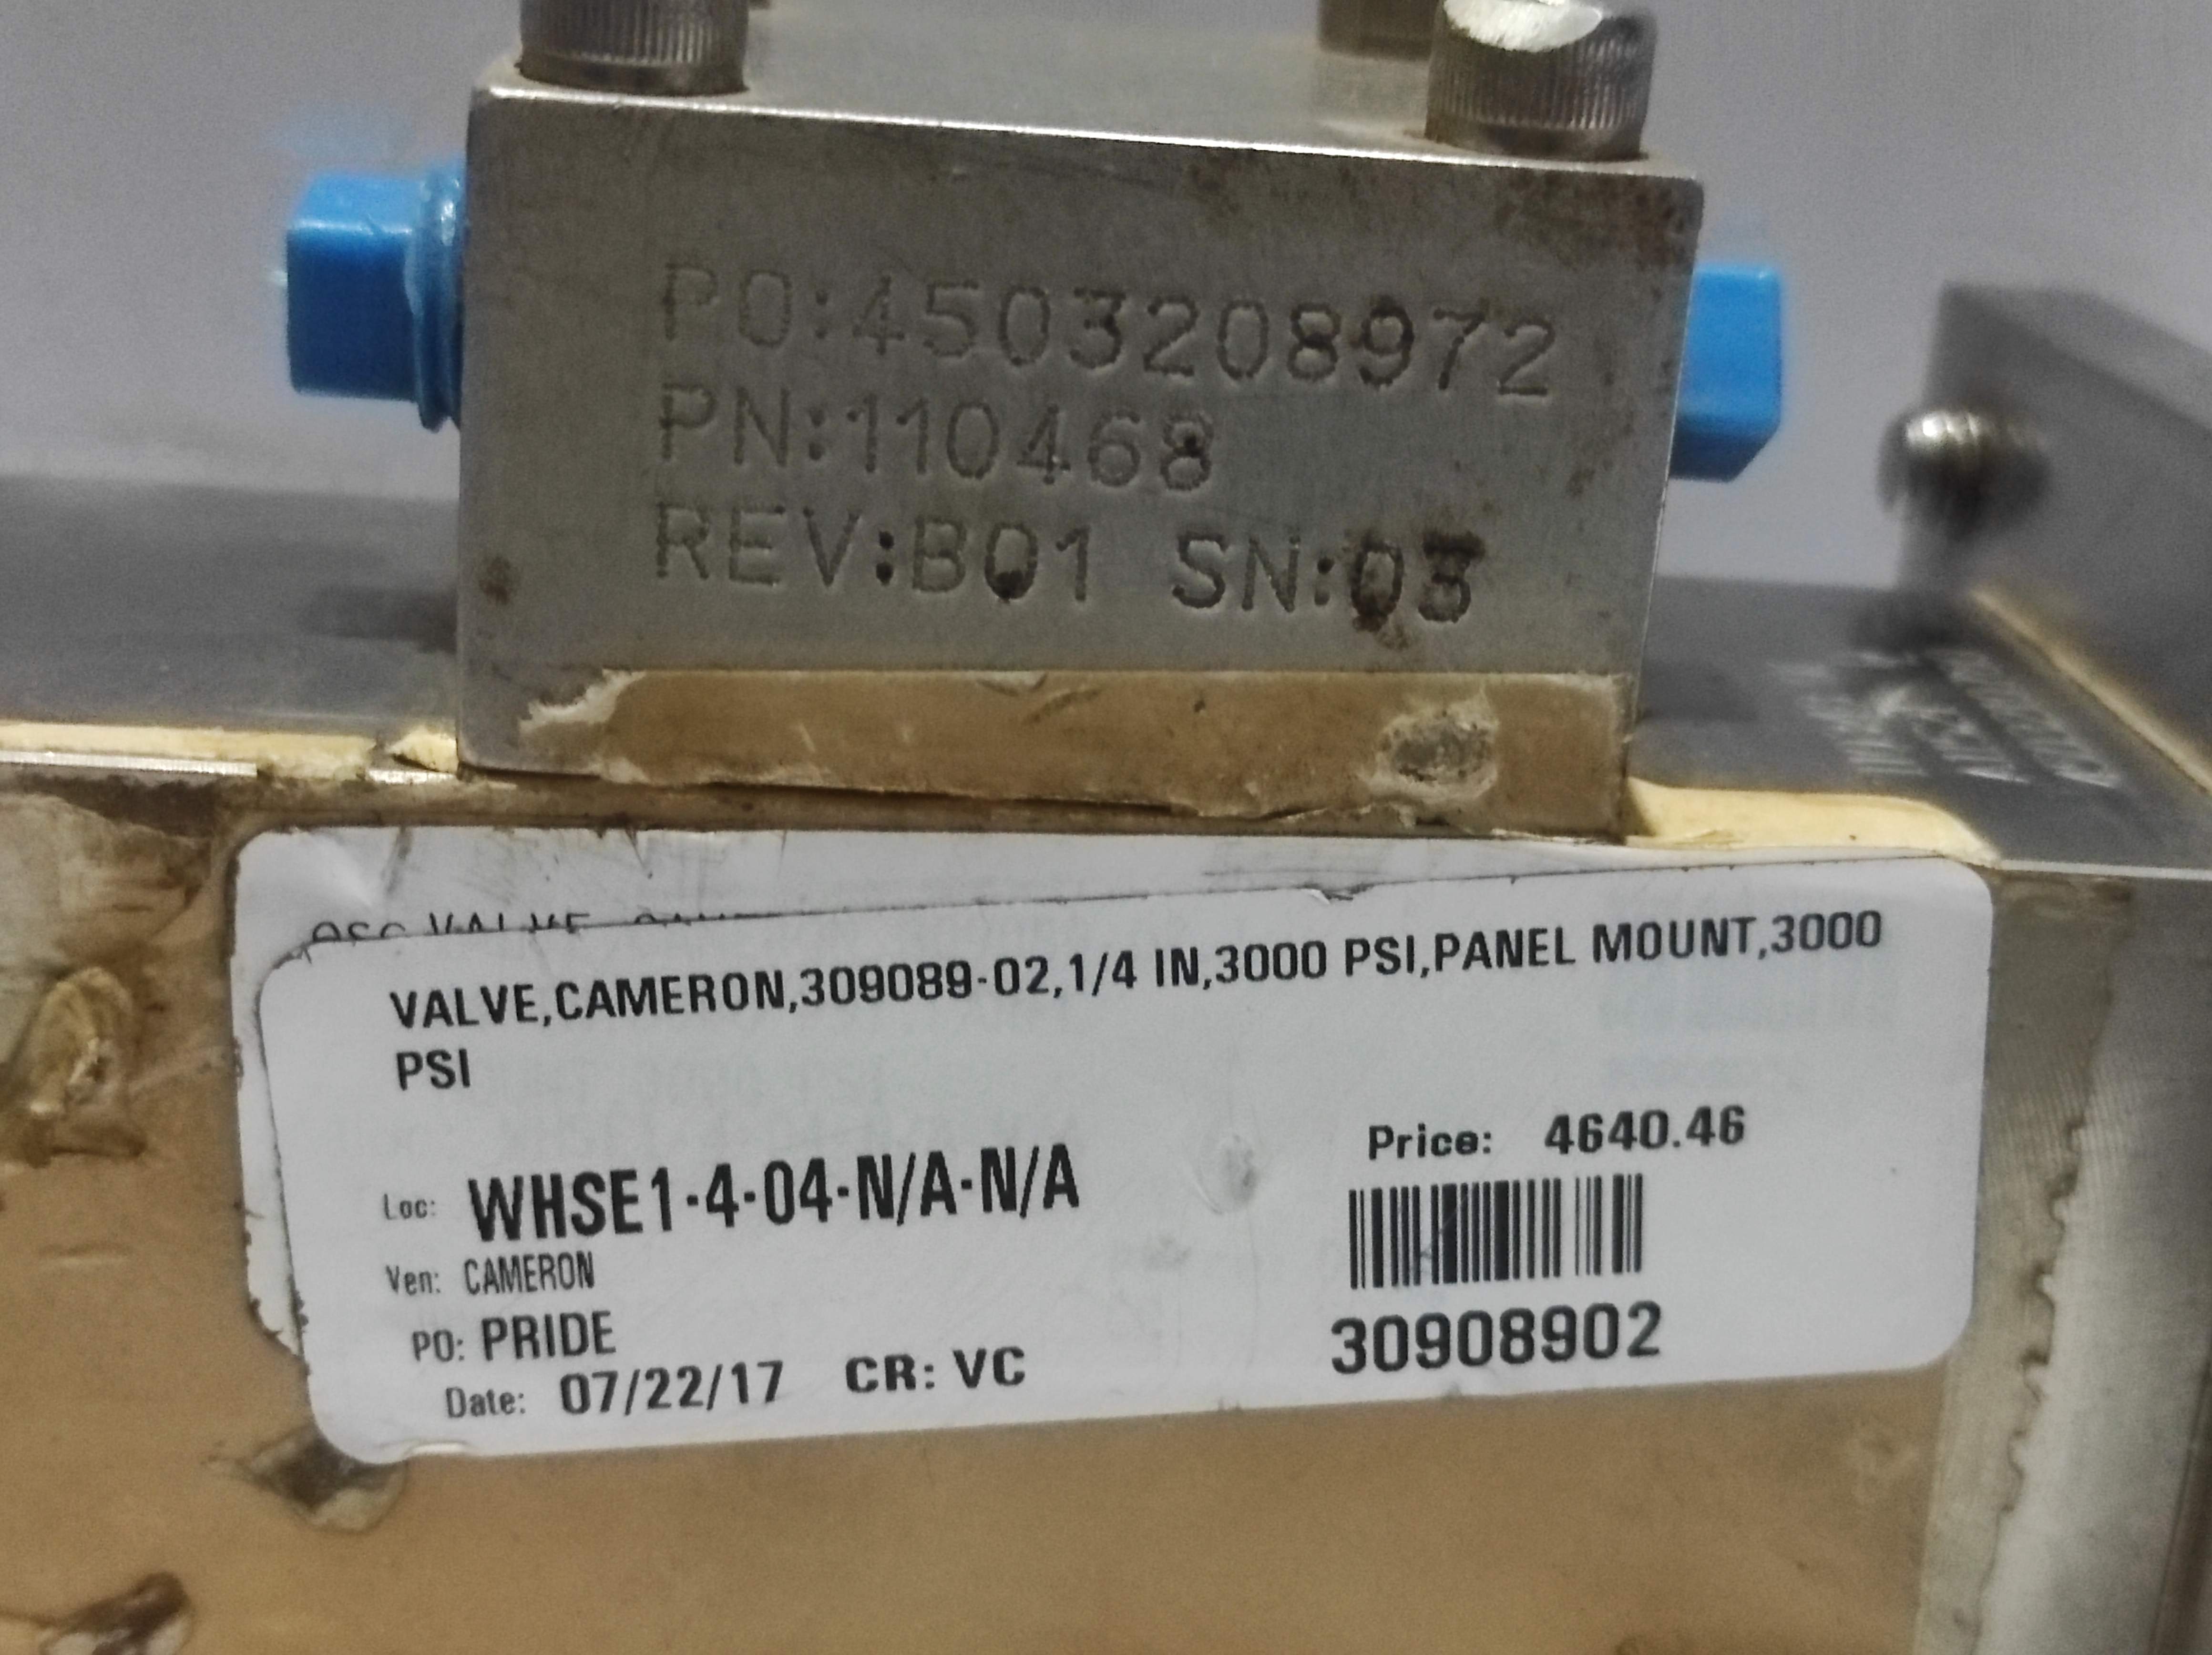 PO:4503208972
PN:110468
REV:B01 SN:03
VALVE,CAMERON,309089-02,1/4 IN,3000 PSI,PANEL MOUNT,3000
PSI
Price: 4640.46
Loc: WHSE1-4-04-N/A-N/A
Ven: CAMERON
PO: PRIDE
30908902
Date: 07/22/17 CR: VC